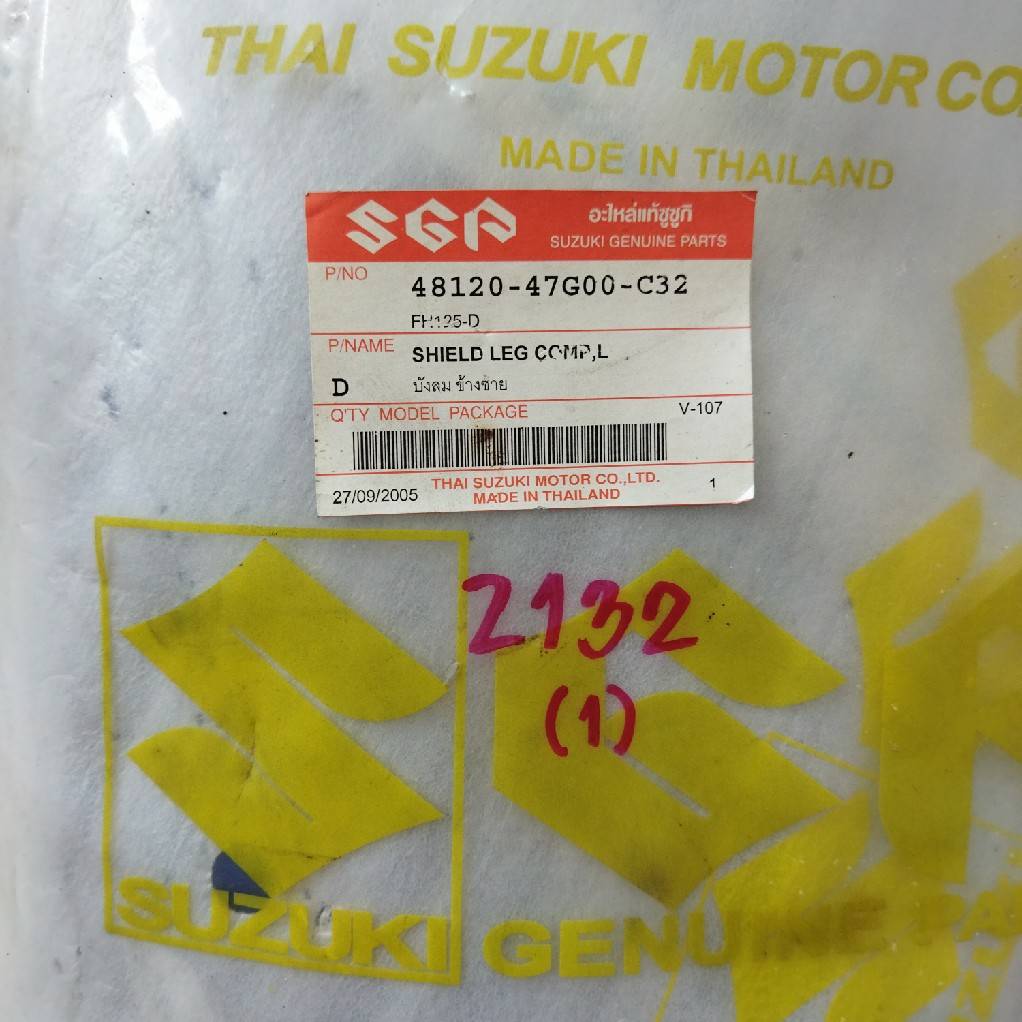 THAI SUZUKI MOTOR CO.
MADE IN THAILAND
SGP
อะไหล่แท้ซูซูกิ
SUZUKI GENUINE PARTS
P/NO
48120-47G00-C32
FH125-D
P/NAME
SHIELD LEG COMP,L
D
บังลม ข้างซ้าย
Q'TY MODEL PACKAGE
V-107
27/09/2005
THAI SUZUKI MOTOR CO.,LTD.
MADE IN THAILAND
1
2132
(1)
SUZUKI GENUINE PA